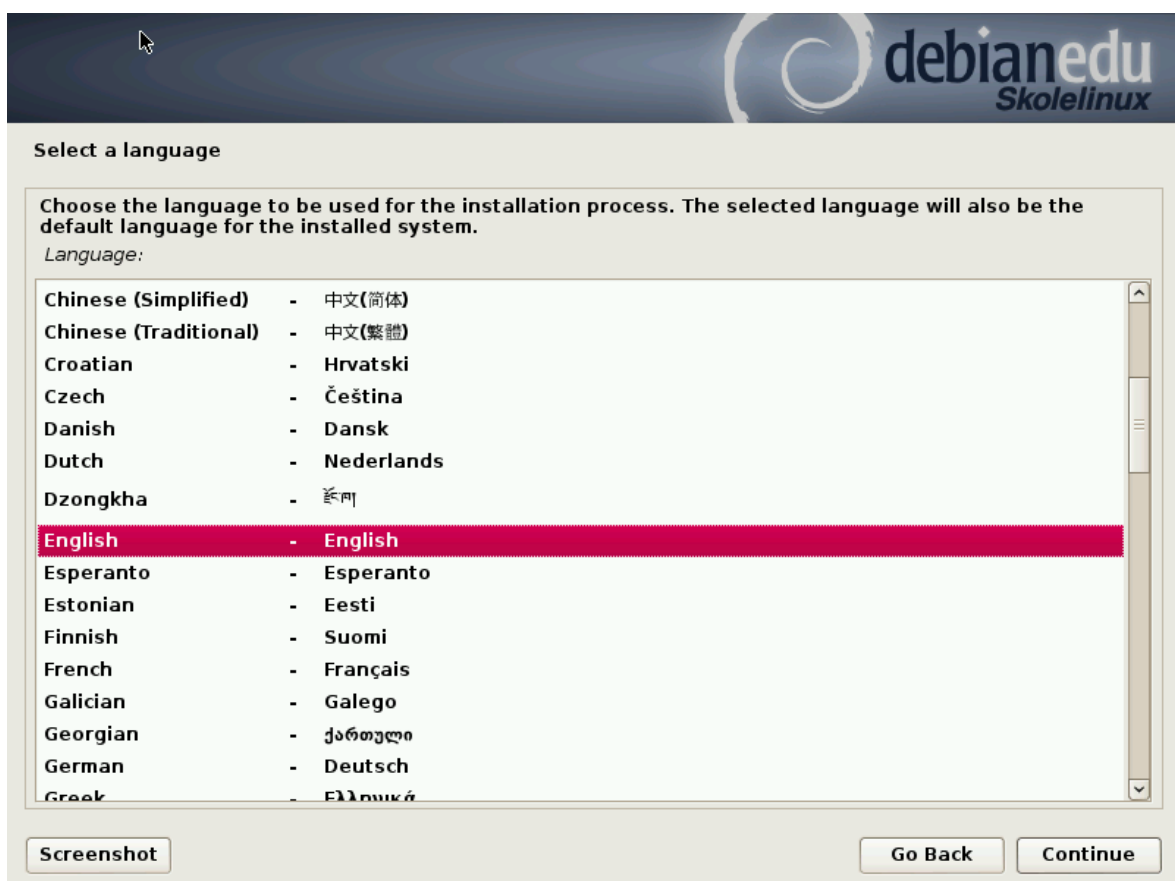 debianedu
Skolelinux
Select a language
Choose the language to be used for the installation process. The selected language will also be the
default language for the installed system.
Language:
Chinese (Simplified) - 中文(简体)
Chinese (Traditional) - 中文(繁體)
Croatian - Hrvatski
Czech - Čeština
Danish - Dansk
Dutch - Nederlands
Dzongkha - རྫོང་ཁ།
English - English
Esperanto - Esperanto
Estonian - Eesti
Finnish - Suomi
French - Français
Galician - Galego
Georgian - ქართული
German - Deutsch
Greek - Ελληνικά
Screenshot
Go Back
Continue